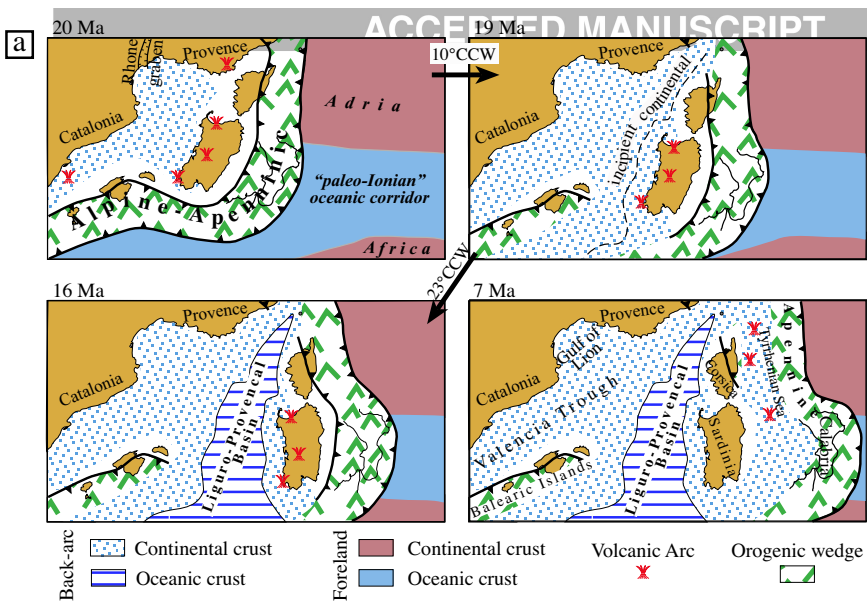 ACCEPTED MANUSCRIPT
a
20 Ma
Rhone
graben
Provence
Catalonia
Adria
"paleo-Ionian"
oceanic corridor
Africa
Alpine-Apenninic
10°CCW
19 Ma
Provence
Catalonia
incipient continental
23°CCW
16 Ma
Provence
Catalonia
Liguro-Provencal
Basin
7 Ma
Provence
Gulf of
Lion
Catalonia
Valencia Trough
Balearic Islands
Liguro-Provencal
Basin
Corsica
Sardinia
Tyrrhenian Sea
Apennine
Calabria
Back-arc
Continental crust
Oceanic crust
Foreland
Continental crust
Oceanic crust
Volcanic Arc
Orogenic wedge